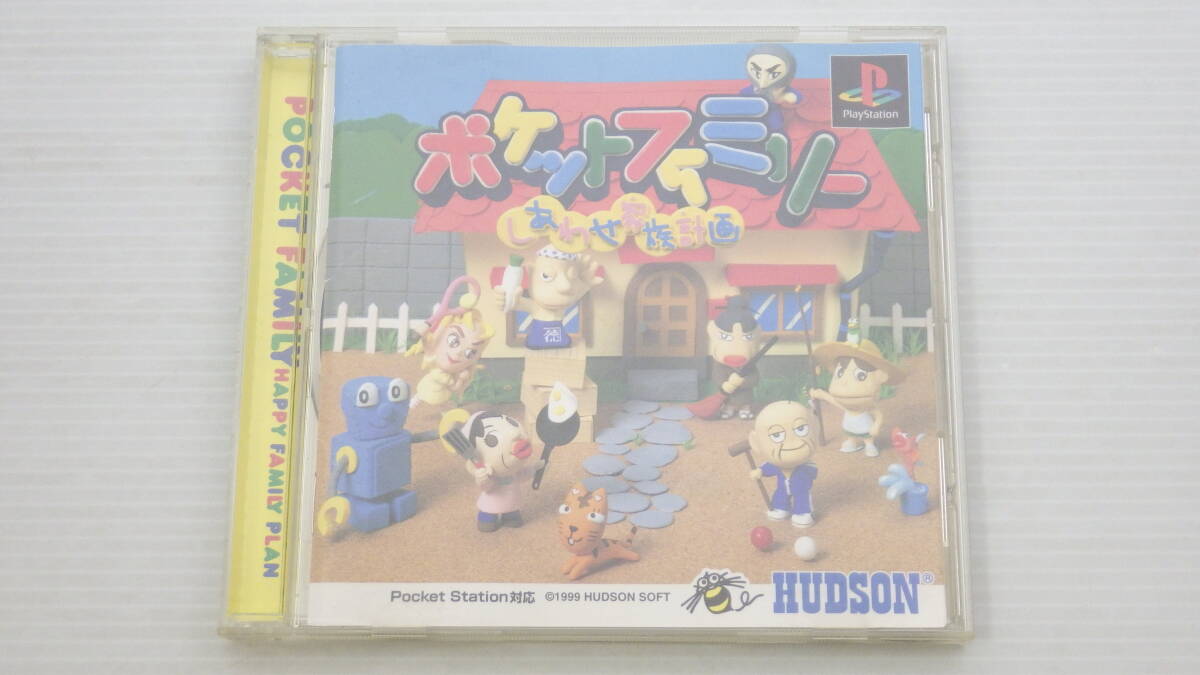 ポケットファミリー
しあわせ家族計画
PlayStation
POCKET FAMILY HAPPY FAMILY PLAN
徳
Pocket Station対応 ©1999 HUDSON SOFT
HUDSON®